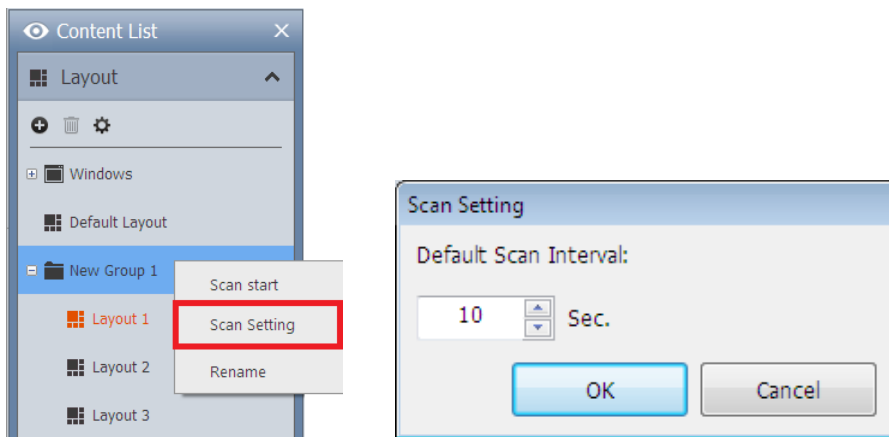 Content List
Layout
Windows
Default Layout
New Group 1
Scan start
Layout 1
Scan Setting
Layout 2
Rename
Layout 3
Scan Setting
Default Scan Interval:
10 Sec.
OK Cancel